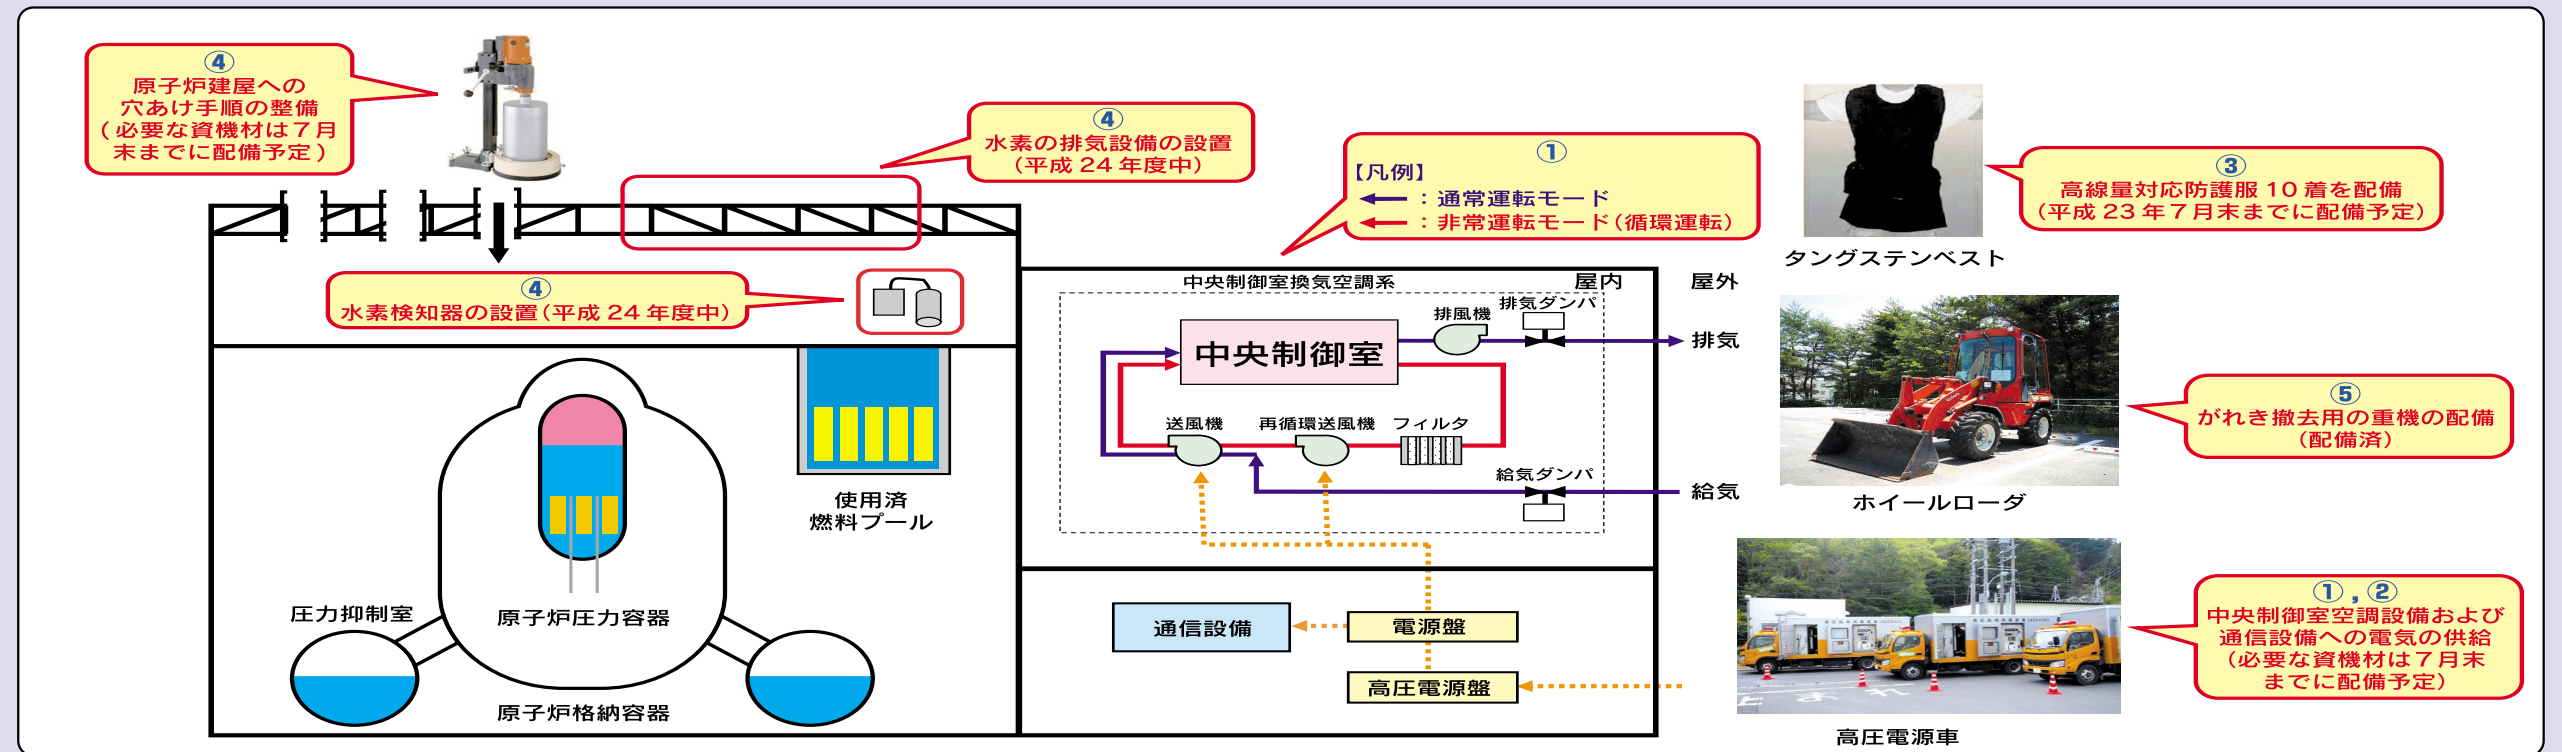 ④
原子炉建屋への
穴あけ手順の整備
(必要な資機材は7月
末までに配備予定)
④
水素の排気設備の設置
(平成24年度中)
①
【凡例】
：通常運転モード
：非常運転モード(循環運転)
③
高線量対応防護服10着を配備
(平成23年7月末までに配備予定)
タングステンベスト
④
水素検知器の設置(平成24年度中)
中央制御室換気空調系
屋内
屋外
排気ダンパ
排風機
排気
中央制御室
送風機
再循環送風機
フィルタ
給気ダンパ
給気
使用済
燃料プール
⑤
がれき撤去用の重機の配備
(配備済)
ホイールローダ
圧力抑制室
原子炉圧力容器
原子炉格納容器
通信設備
電源盤
高圧電源盤
①，②
中央制御室空調設備および
通信設備への電気の供給
(必要な資機材は7月末
までに配備予定)
高圧電源車